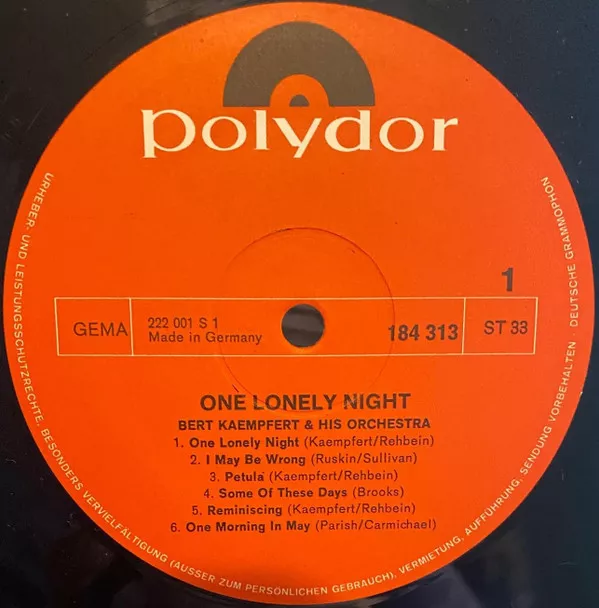 polydor
1
GEMA
222 001 S 1
Made in Germany
184 313
ST 33
ONE LONELY NIGHT
BERT KAEMPFERT & HIS ORCHESTRA
1. One Lonely Night (Kaempfert/Rehbein)
2. I May Be Wrong (Ruskin/Sullivan)
3. Petula (Kaempfert/Rehbein)
4. Some Of These Days (Brooks)
5. Reminiscing (Kaempfert/Rehbein)
6. One Morning In May (Parish/Carmichael)
URHEBER- UND LEISTUNGSSCHUTZRECHTE, BESONDERS VERVIELFÄLTIGUNG (AUSSER ZUM PERSÖNLICHEN GEBRAUCH), VERMIETUNG, AUFFÜHRUNG, SENDUNG VORBEHALTEN DEUTSCHE GRAMMOPHON